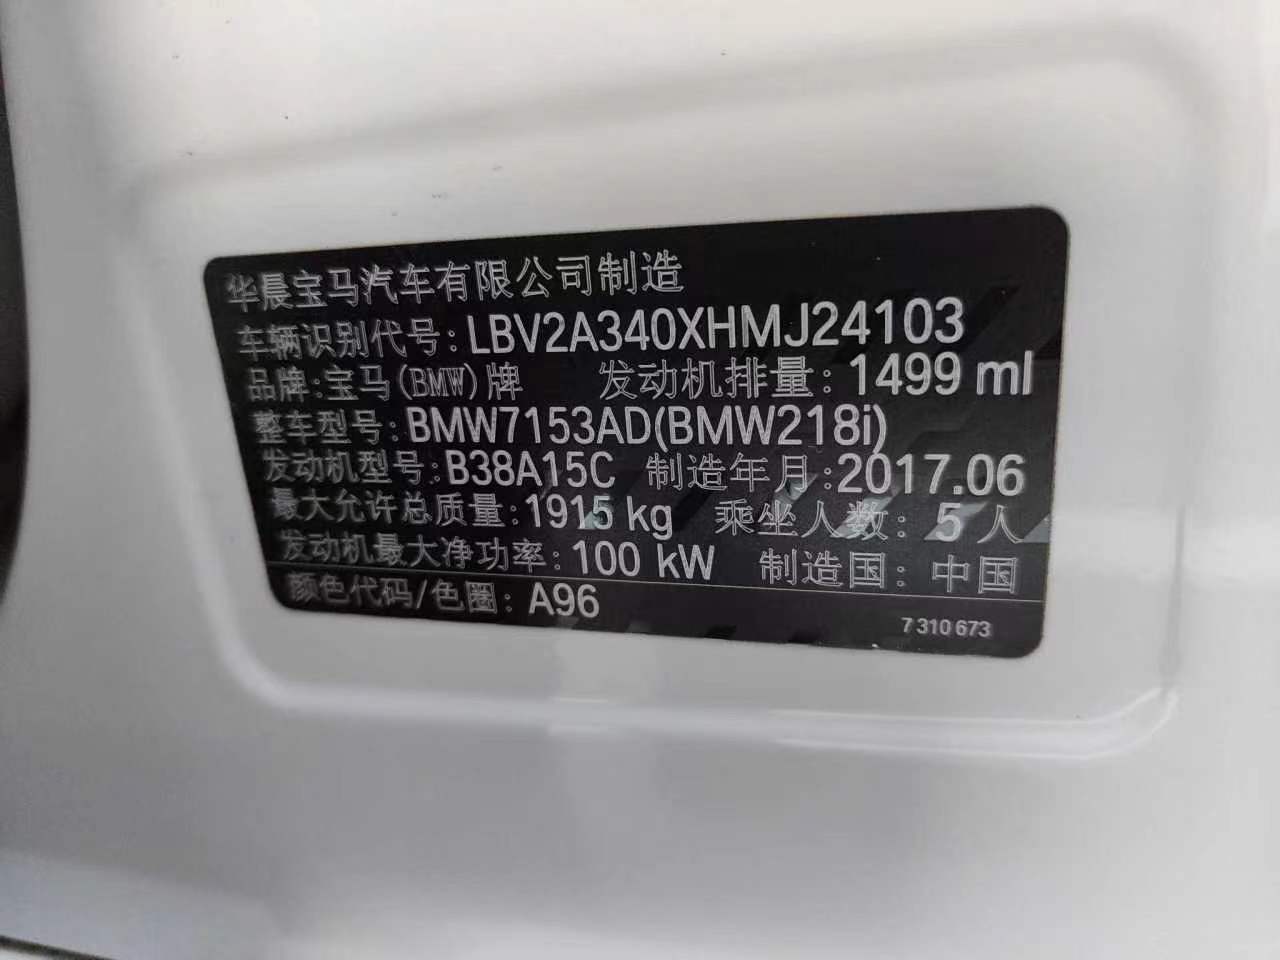 华晨宝马汽车有限公司制造
车辆识别代号:LBV2A340XHMJ24103
品牌:宝马(BMW)牌 发动机排量:1499 ml
整车型号:BMW7153AD(BMW218i)
发动机型号:B38A15C 制造年月:2017.06
最大允许总质量:1915 kg 乘坐人数:5人
发动机最大净功率:100 kW 制造国:中国
颜色代码/色圈:A96
7 310 673